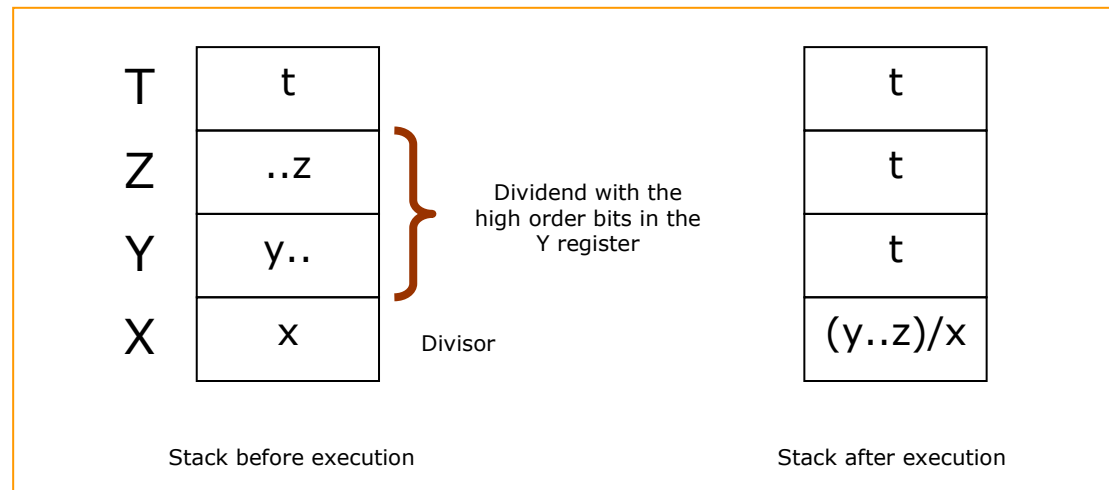 T t t
Z ..z t
Dividend with the
high order bits in the
Y register
Y y.. t
X x Divisor (y..z)/x
Stack before execution Stack after execution